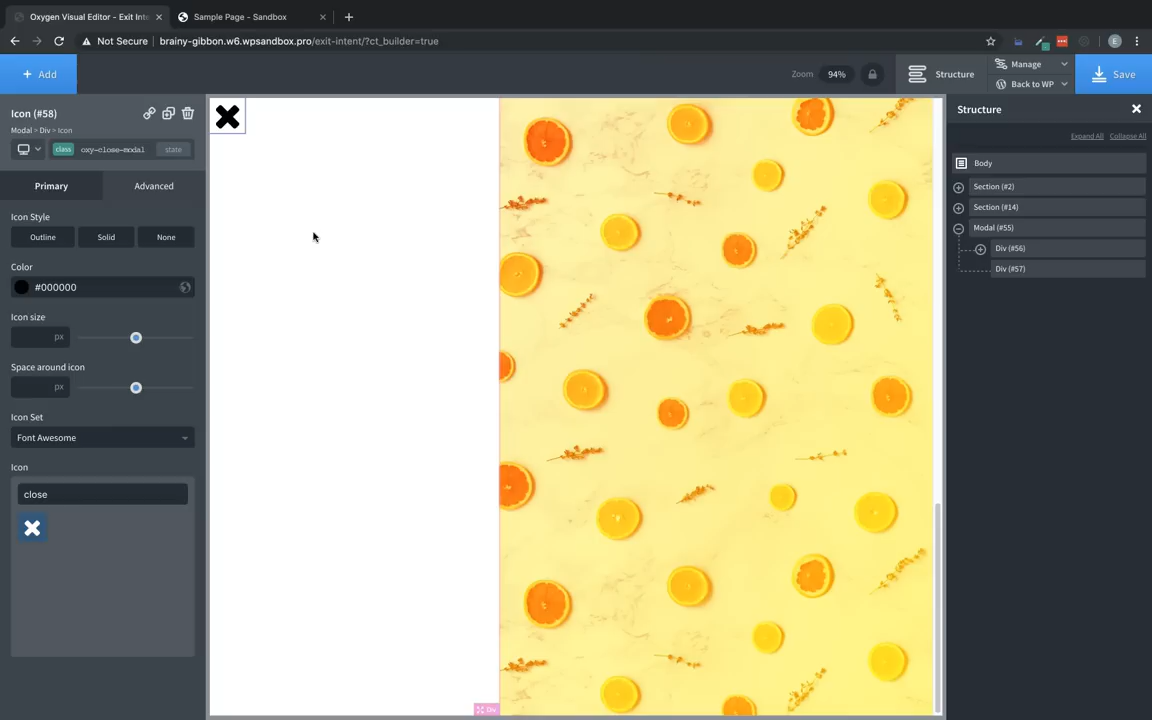 Oxygen Visual Editor - Exit Inte
Sample Page - Sandbox
Not Secure
brainy-gibbon.w6.wpsandbox.pro/exit-intent/?ct_builder=true
E
Add
Zoom
94%
Structure
Manage
Back to WP
Save
Icon (#58)
Modal > Div > Icon
class
oxy-close-modal
state
Primary
Advanced
Icon Style
Outline
Solid
None
Color
#000000
Icon size
px
Space around icon
px
Icon Set
Font Awesome
Icon
close
Div
Structure
Expand All
Collapse All
Body
Section (#2)
Section (#14)
Modal (#55)
Div (#56)
Div (#57)